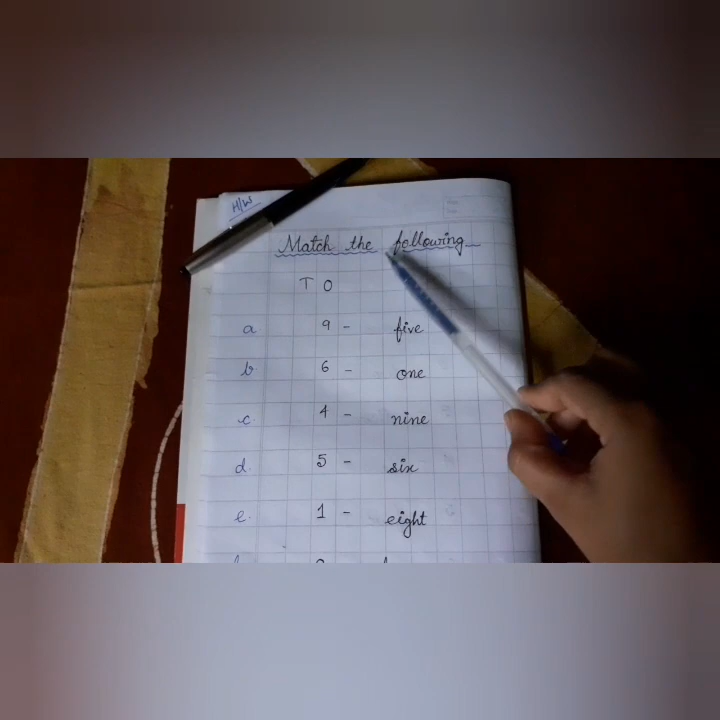 H/W
Match the following
T O
a 9 - five
b 6 - one
c. 4 - nine
d. 5 - six
e. 1 - eight